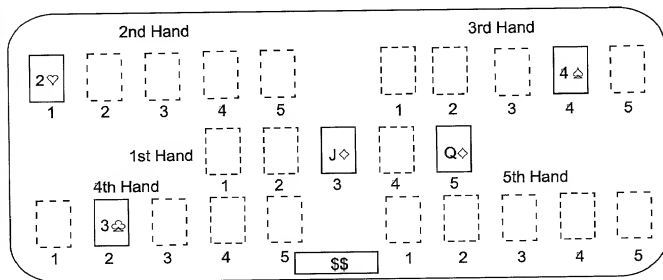 2nd Hand 3rd Hand
2♡ 4♤
1 2 3 4 5 1 2 3 4 5
1st Hand J♢ Q♢
1 2 3 4 5
4th Hand 5th Hand
3♧
1 2 3 4 5 1 2 3 4 5
$$